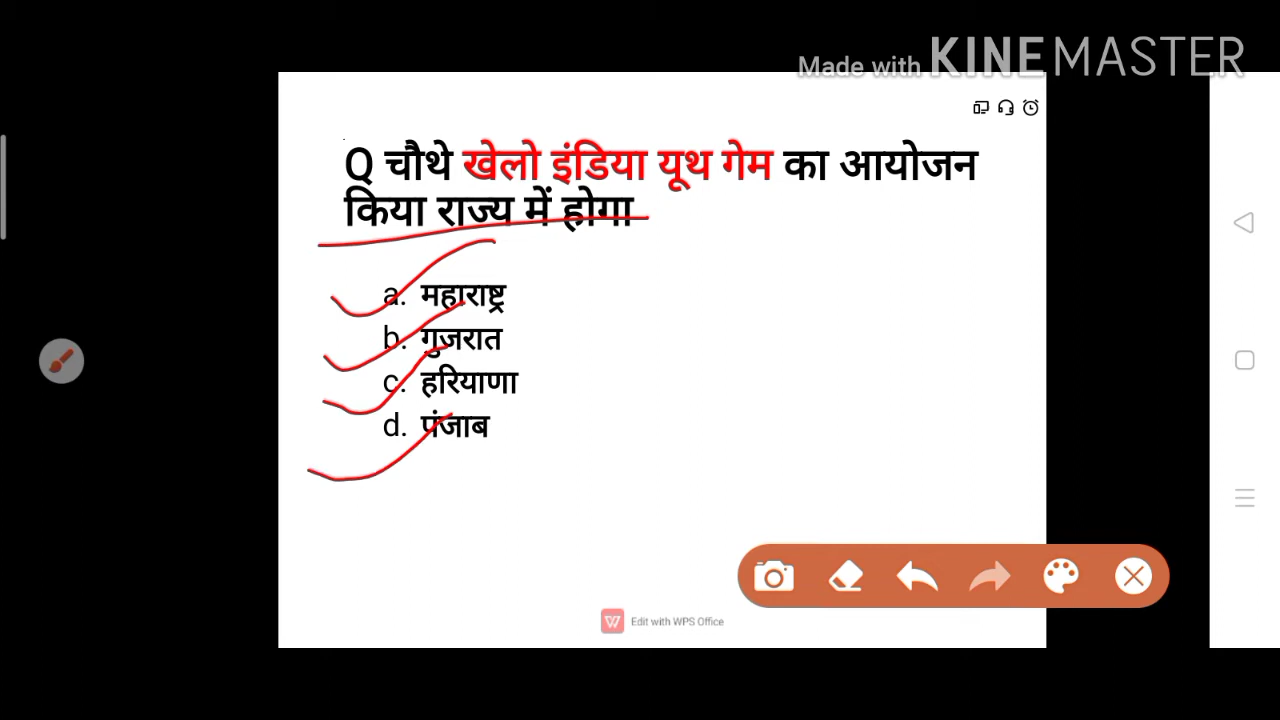 Made with KINEMASTER
Q चौथे खेलो इंडिया यूथ गेम का आयोजन
किया राज्य में होगा
a. महाराष्ट्र
b. गुजरात
c. हरियाणा
d. पंजाब
Edit with WPS Office